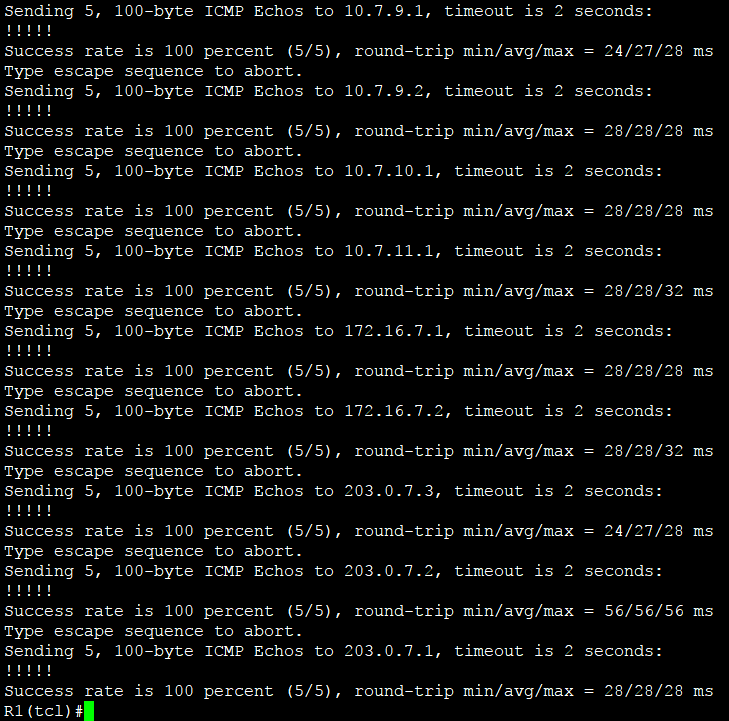 Sending 5, 100-byte ICMP Echos to 10.7.9.1, timeout is 2 seconds:
!!!!!
Success rate is 100 percent (5/5), round-trip min/avg/max = 24/27/28 ms
Type escape sequence to abort.
Sending 5, 100-byte ICMP Echos to 10.7.9.2, timeout is 2 seconds:
!!!!!
Success rate is 100 percent (5/5), round-trip min/avg/max = 28/28/28 ms
Type escape sequence to abort.
Sending 5, 100-byte ICMP Echos to 10.7.10.1, timeout is 2 seconds:
!!!!!
Success rate is 100 percent (5/5), round-trip min/avg/max = 28/28/28 ms
Type escape sequence to abort.
Sending 5, 100-byte ICMP Echos to 10.7.11.1, timeout is 2 seconds:
!!!!!
Success rate is 100 percent (5/5), round-trip min/avg/max = 28/28/32 ms
Type escape sequence to abort.
Sending 5, 100-byte ICMP Echos to 172.16.7.1, timeout is 2 seconds:
!!!!!
Success rate is 100 percent (5/5), round-trip min/avg/max = 28/28/28 ms
Type escape sequence to abort.
Sending 5, 100-byte ICMP Echos to 172.16.7.2, timeout is 2 seconds:
!!!!!
Success rate is 100 percent (5/5), round-trip min/avg/max = 28/28/32 ms
Type escape sequence to abort.
Sending 5, 100-byte ICMP Echos to 203.0.7.3, timeout is 2 seconds:
!!!!!
Success rate is 100 percent (5/5), round-trip min/avg/max = 24/27/28 ms
Type escape sequence to abort.
Sending 5, 100-byte ICMP Echos to 203.0.7.2, timeout is 2 seconds:
!!!!!
Success rate is 100 percent (5/5), round-trip min/avg/max = 56/56/56 ms
Type escape sequence to abort.
Sending 5, 100-byte ICMP Echos to 203.0.7.1, timeout is 2 seconds:
!!!!!
Success rate is 100 percent (5/5), round-trip min/avg/max = 28/28/28 ms
R1(tcl)#